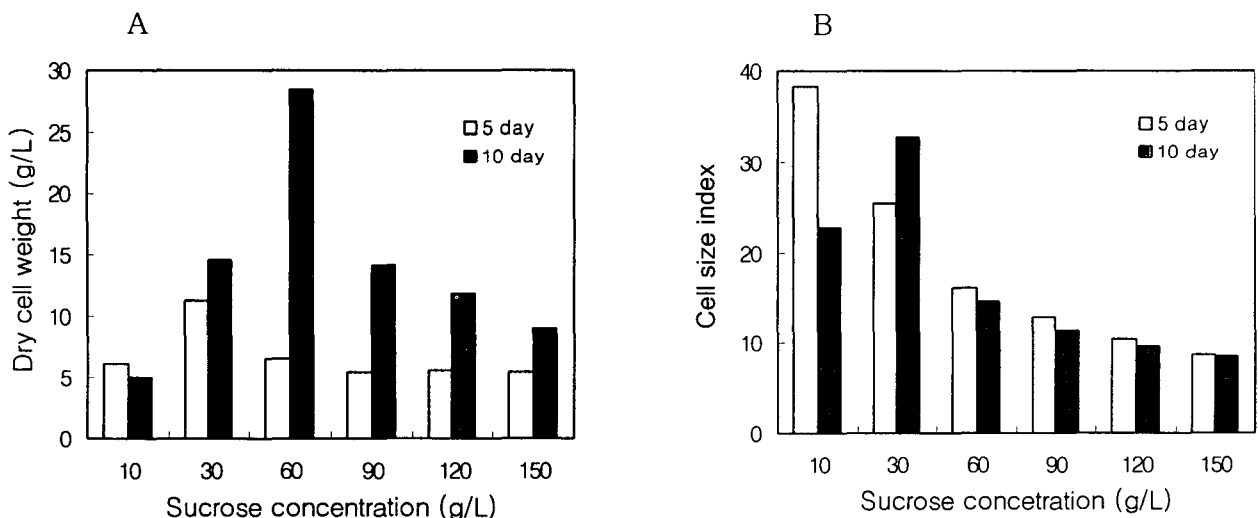 A
Dry cell weight (g/L)
30
25
20
15
10
5
0
5 day
10 day
10 30 60 90 120 150
Sucrose concentration (g/L)
B
Cell size index
40
30
20
10
0
5 day
10 day
10 30 60 90 120 150
Sucrose concetration (g/L)